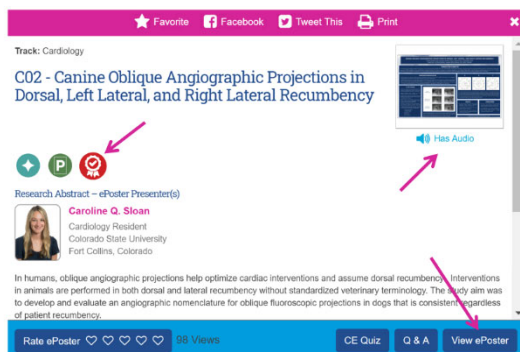 Favorite Facebook Tweet This Print
Track: Cardiology
C02 - Canine Oblique Angiographic Projections in
Dorsal, Left Lateral, and Right Lateral Recumbency
Has Audio
P
Research Abstract – ePoster Presenter(s)
Caroline Q. Sloan
Cardiology Resident
Colorado State University
Fort Collins, Colorado
In humans, oblique angiographic projections help optimize cardiac interventions and assume dorsal recumbency. Interventions
in animals are performed in both dorsal and lateral recumbency without standardized veterinary terminology. The study aim was
to develop and evaluate an angiographic nomenclature for oblique fluoroscopic projections in dogs that is consistent regardless
of patient recumbency.
Rate ePoster 98 Views CE Quiz Q & A View ePoster